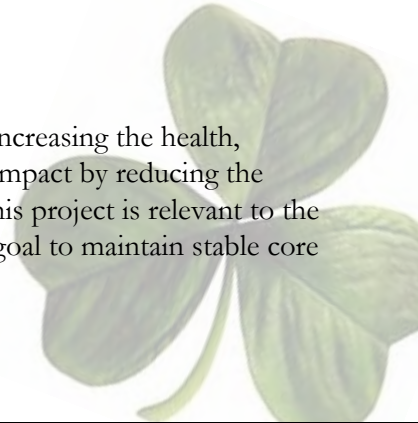 ncreasing the health,
mpact by reducing the
his project is relevant to the
goal to maintain stable core